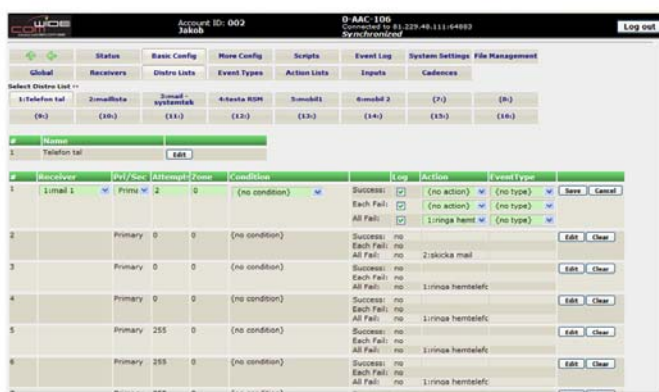 WIDE
COM
Account ID: 002
Jakob
0-AAC-106
Connected to 81.229.48.111:64883
Synchronized
Log out
Status Basic Config More Config Scripts Event Log System Settings File Management
Global Receivers Distro Lists Event Types Action Lists Inputs Cadences
Select Distro List
1:Telefon tal 2:maillista 3:mail - systemtek 4:testa RSM 5:mobil1 6:mobil 2 (7:) (8:)
(9:) (10:) (11:) (12:) (13:) (14:) (15:) (16:)
# Name
1 Telefon tal Edit
# Receiver Pri/Sec Attempts Zone Condition Log Action EventType
1 1:mail 1 Prima 2 0 {no condition} Success: {no action} {no type} Save Cancel
Each Fail: {no action} {no type}
All Fail: 1:ringa hemt {no type}
2 Primary 0 0 {no condition} Success: no Edit Clear
Each Fail: no
All Fail: no 2:skicka mail
3 Primary 0 0 {no condition} Success: no Edit Clear
Each Fail: no
All Fail: no 1:ringa hemtelefc
4 Primary 0 0 {no condition} Success: no Edit Clear
Each Fail: no
All Fail: no 1:ringa hemtelefc
5 Primary 255 0 {no condition} Success: no Edit Clear
Each Fail: no
All Fail: no 1:ringa hemtelefc
6 Primary 255 0 {no condition} Success: no Edit Clear
Each Fail: no
All Fail: no 1:ringa hemtelefc